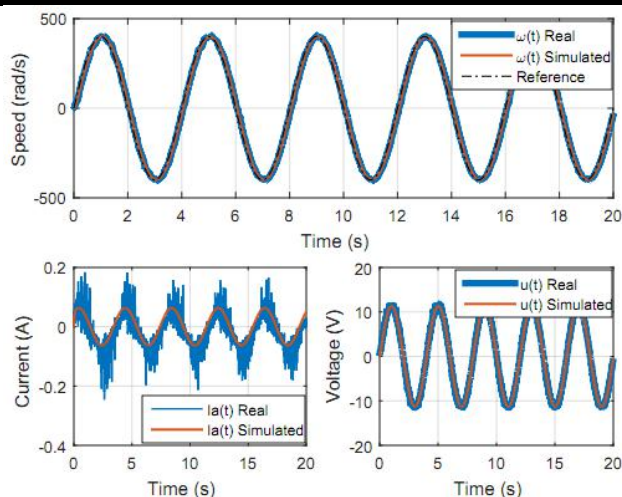 500
0
-500
Speed (rad/s)
ω(t) Real
ω(t) Simulated
Reference
0 2 4 6 8 10 12 14 16 18 20
Time (s)
0.2
0
-0.2
-0.4
Current (A)
Ia(t) Real
Ia(t) Simulated
0 5 10 15 20
Time (s)
20
10
0
-10
-20
Voltage (V)
u(t) Real
u(t) Simulated
0 5 10 15 20
Time (s)